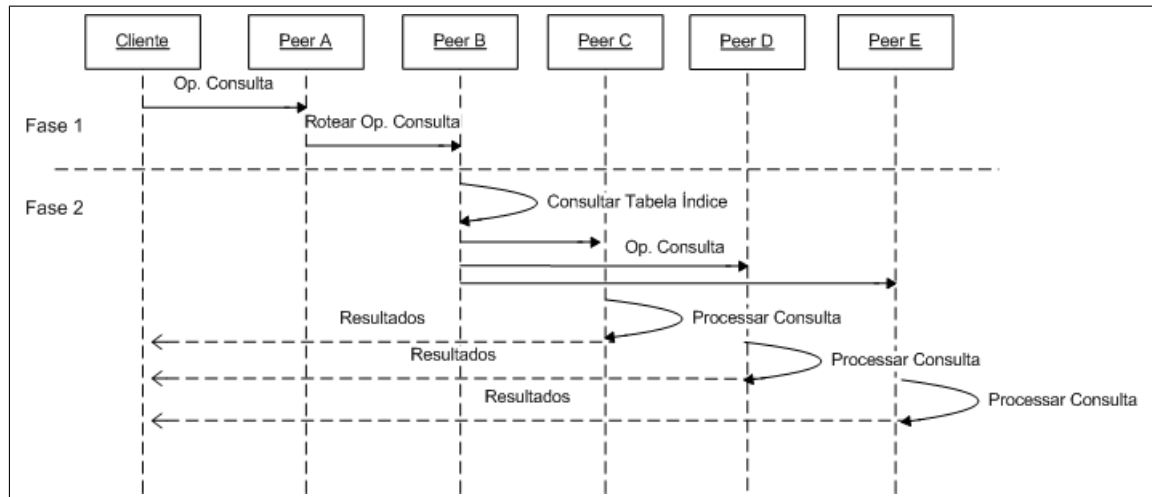 Cliente
Peer A
Peer B
Peer C
Peer D
Peer E
Op. Consulta
Fase 1
Rotear Op. Consulta
Fase 2
Consultar Tabela Índice
Op. Consulta
Resultados
Processar Consulta
Resultados
Processar Consulta
Resultados
Processar Consulta